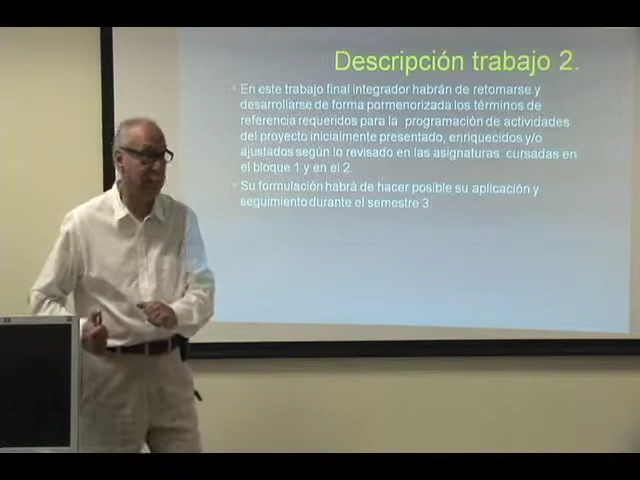 Descripción trabajo 2.
En este trabajo final integrador habrán de retomarse y
desarrollarse de forma pormenorizada los términos de
referencia requeridos para la programación de actividades
del proyecto inicialmente presentado, enriquecidos y/o
ajustados según lo revisado en las asignaturas cursadas en
el bloque 1 y en el 2.
Su formulación habrá de hacer posible su aplicación y
seguimiento durante el semestre 3.